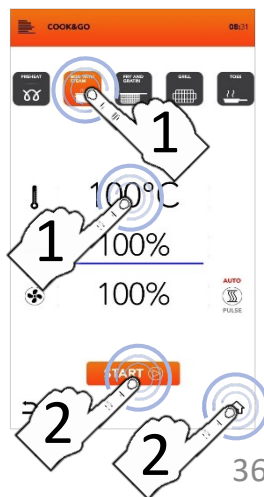 COOK&GO 08:31
PREHEAT MIX WITH STEAM FRY AND GRATIN GRILL TOSS
1
100°C
1
100%
100%
AUTO
PULSE
START
2
2
36